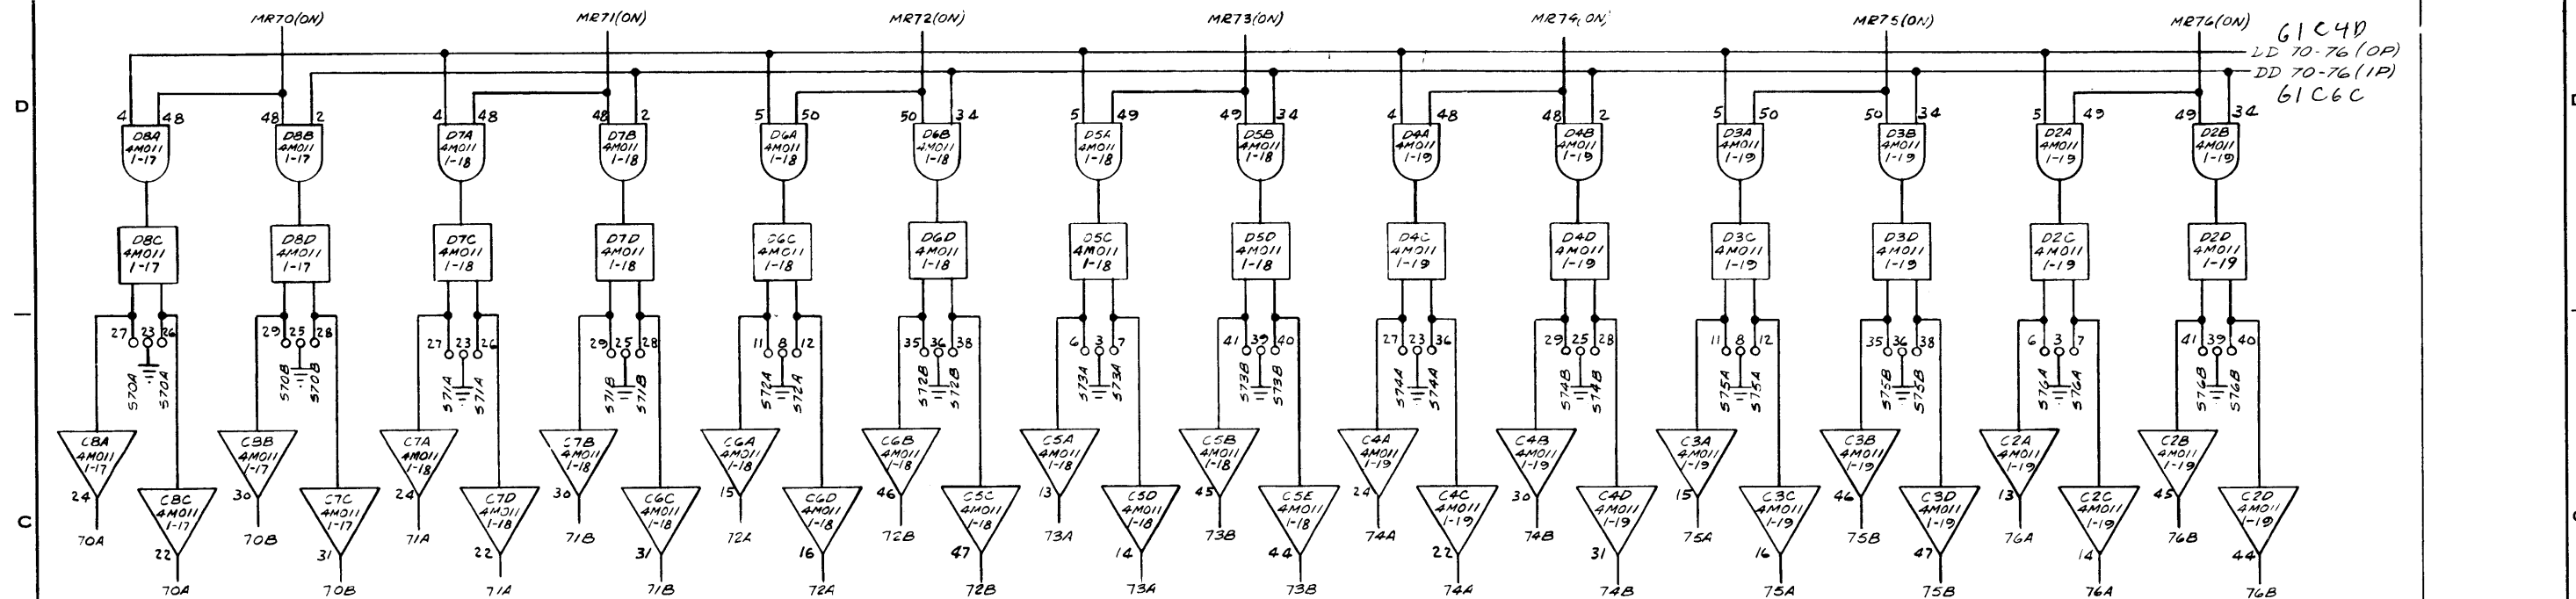 MR70(ON) MR71(ON) MR72(ON) MR73(ON) MR74(ON) MR75(ON) MR76(ON) 61C4D
LD 70-76 (0P)
DD 70-76 (1P)
61C6C
D D
4 48 48 2 4 48 48 2 5 50 50 34 5 49 49 34 4 48 48 2 5 50 50 34 5 49 49 34
D8A D8B D7A D7B D6A D6B D5A D5B D4A D4B D3A D3B D2A D2B
4M011 4M011 4M011 4M011 4M011 4M011 4M011 4M011 4M011 4M011 4M011 4M011 4M011 4M011
1-17 1-17 1-18 1-18 1-18 1-18 1-18 1-18 1-19 1-19 1-19 1-19 1-19 1-19
D8C D8D D7C D7D D6C D6D D5C D5D D4C D4D D3C D3D D2C D2D
4M011 4M011 4M011 4M011 4M011 4M011 4M011 4M011 4M011 4M011 4M011 4M011 4M011 4M011
1-17 1-17 1-18 1-18 1-18 1-18 1-18 1-18 1-19 1-19 1-19 1-19 1-19 1-19
27 23 26 29 25 28 27 23 26 29 25 28 11 8 12 35 36 38 6 3 7 41 39 40 27 23 36 29 25 28 11 8 12 35 36 38 6 3 7 41 39 40
570A 570A 570B 570B 571A 571A 571B 571B 572A 572A 572B 572B 573A 573A 573B 573B 574A 574A 574B 574B 575A 575A 575B 575B 576A 576A 576B 576B
C8A C8B C7A C7B C6A C6B C5A C5B C4A C4B C3A C3B C2A C2B
4M011 4M011 4M011 4M011 4M011 4M011 4M011 4M011 4M011 4M011 4M011 4M011 4M011 4M011
1-17 1-17 1-18 1-18 1-18 1-18 1-18 1-18 1-19 1-19 1-19 1-19 1-19 1-19
24 30 24 30 15 46 13 45 24 30 15 46 13 45
C8C C7C C7D C6C C6D C5C C5D C5E C4C C4D C3C C3D C2C C2D
4M011 4M011 4M011 4M011 4M011 4M011 4M011 4M011 4M011 4M011 4M011 4M011 4M011 4M011
1-17 1-17 1-18 1-18 1-18 1-18 1-18 1-18 1-19 1-19 1-19 1-19 1-19 1-19
C
70A 70B 71A 71B 72A 72B 73A 73B 74A 74B 75A 75B 76A 76B
22 31 22 31 16 47 14 44 22 31 16 47 14 44
70A 70B 71A 71B 72A 72B 73A 73B 74A 74B 75A 75B 76A 76B